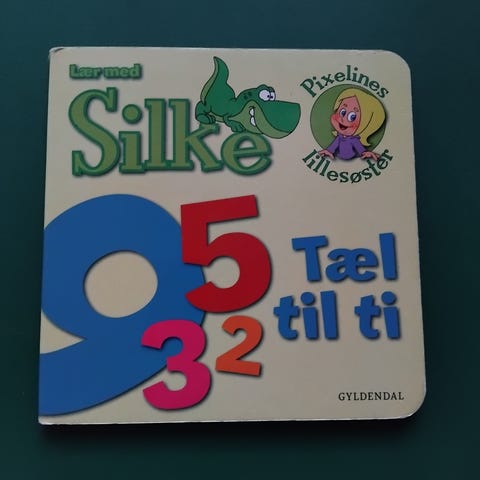 Lær med
Silke
Pixelines
lillesøster
9 5
3 2
Tæl
til ti
GYLDENDAL